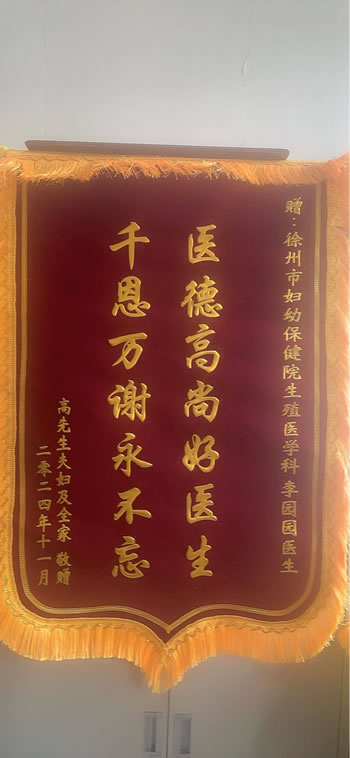 赠:徐州市妇幼保健院生殖医学科 李园园医生
医德高尚好医生
千恩万谢永不忘
高先生夫妇及全家 敬赠
二零二四年十一月